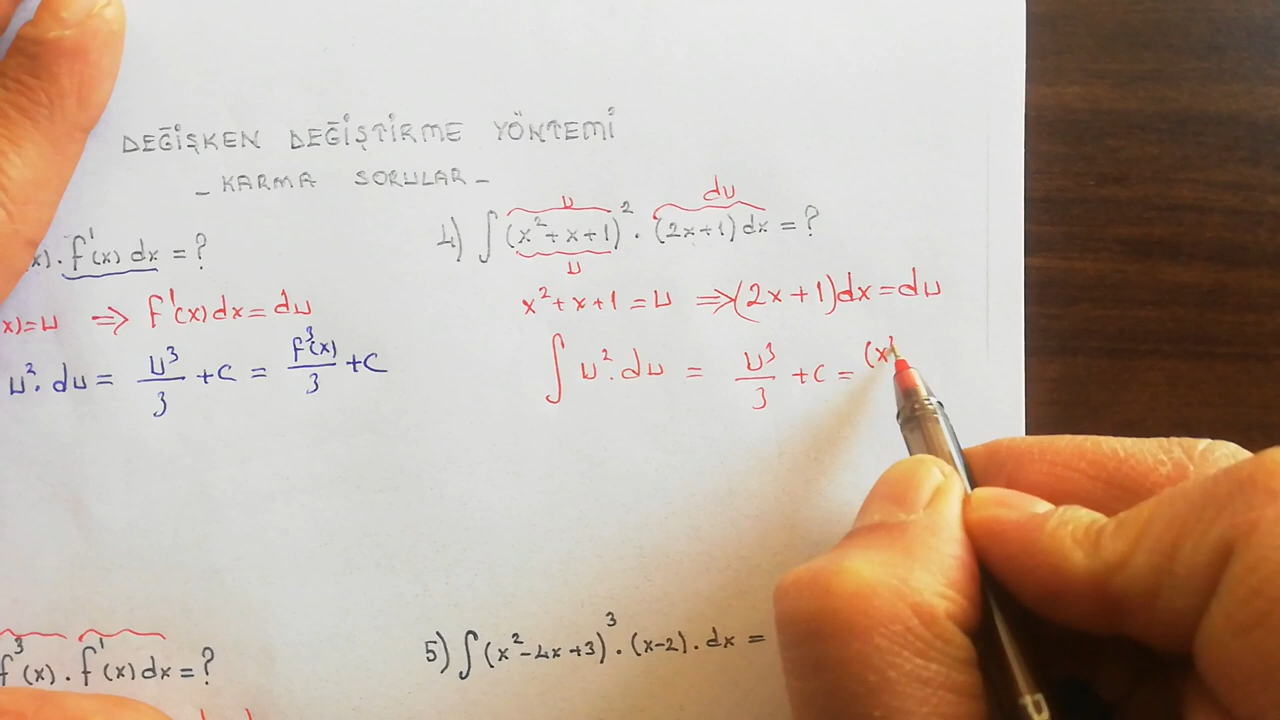 DEĞİŞKEN DEĞİŞTİRME YÖNTEMİ
- KARMA SORULAR -
x). f'(x) dx = ?
x) = u ⇒ f'(x) dx = du
u². du = u³/3 + c = f³(x)/3 + c
f³(x). f'(x) dx = ?
u du
4) ∫(x²+x+1)². (2x+1) dx = ?
u
x²+x+1 = u ⇒ (2x+1)dx = du
∫ u². du = u³/3 + c = (x²
5) ∫(x²-4x+3)³. (x-2). dx =